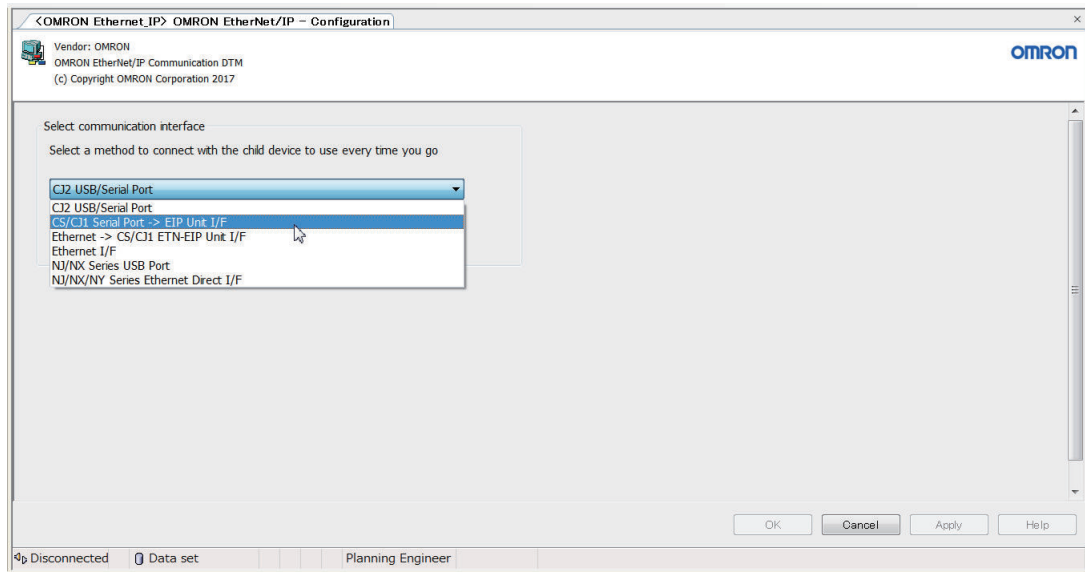 <OMRON Ethernet_IP> OMRON EtherNet/IP - Configuration
Vendor: OMRON
OMRON EtherNet/IP Communication DTM
(c) Copyright OMRON Corporation 2017
OMRON
Select communication interface
Select a method to connect with the child device to use every time you go
CJ2 USB/Serial Port
CJ2 USB/Serial Port
CS/CJ1 Serial Port -> EIP Unit I/F
Ethernet -> CS/CJ1 ETN-EIP Unit I/F
Ethernet I/F
NJ/NX Series USB Port
NJ/NX/NY Series Ethernet Direct I/F
OK Cancel Apply Help
Disconnected Data set Planning Engineer